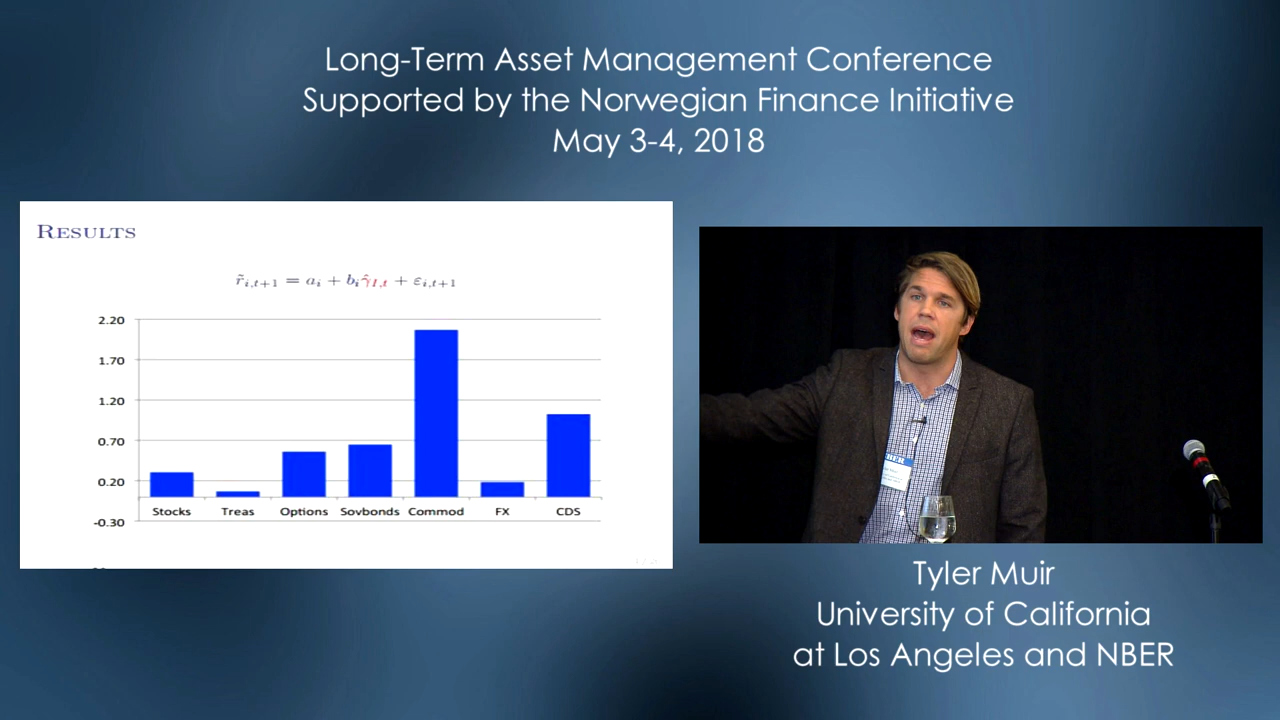 Long-Term Asset Management Conference
Supported by the Norwegian Finance Initiative
May 3-4, 2018
RESULTS
r̃i,t+1 = ai + biγ̂I,t + εi,t+1
2.20
1.70
1.20
0.70
0.20
-0.30
Stocks Treas Options Sovbonds Commod FX CDS
BER
Tyler Muir
University of California
at Los Angeles and NBER